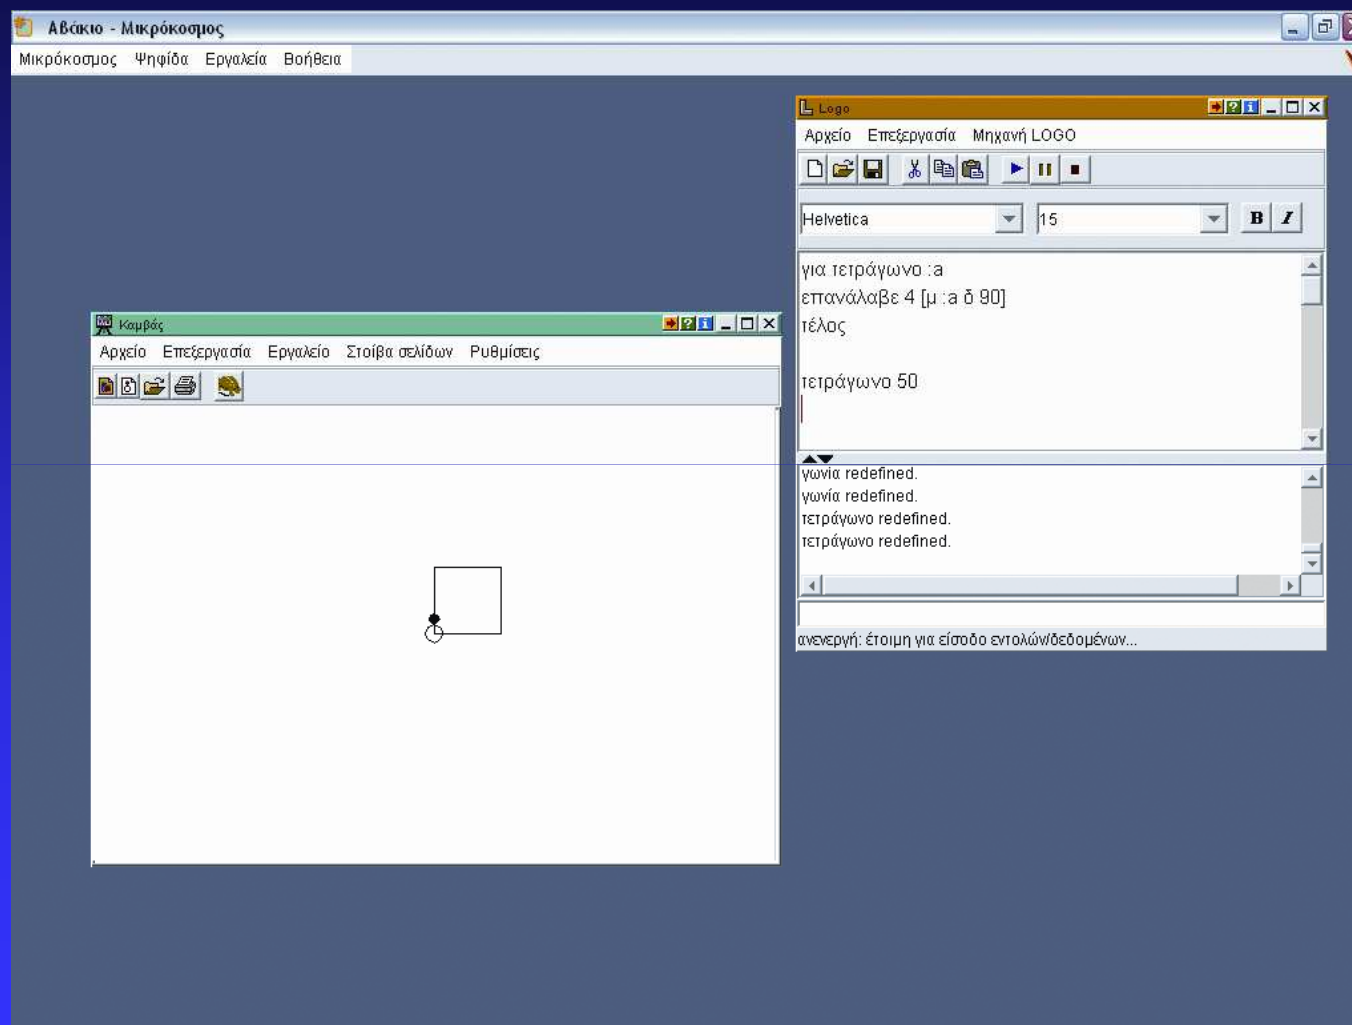 Αβάκιο - Μικρόκοσμος
Μικρόκοσμος Ψηφίδα Εργαλεία Βοήθεια
Logo
Αρχείο Επεξεργασία Μηχανή LOGO
Helvetica 15 B I
για τετράγωνο :a
επανάλαβε 4 [μ :a δ 90]
τέλος
τετράγωνο 50
Καμβάς
Αρχείο Επεξεργασία Εργαλείο Στοίβα σελίδων Ρυθμίσεις
γωνία redefined.
γωνία redefined.
τετράγωνο redefined.
τετράγωνο redefined.
ανενεργή: έτοιμη για είσοδο εντολών/δεδομένων...